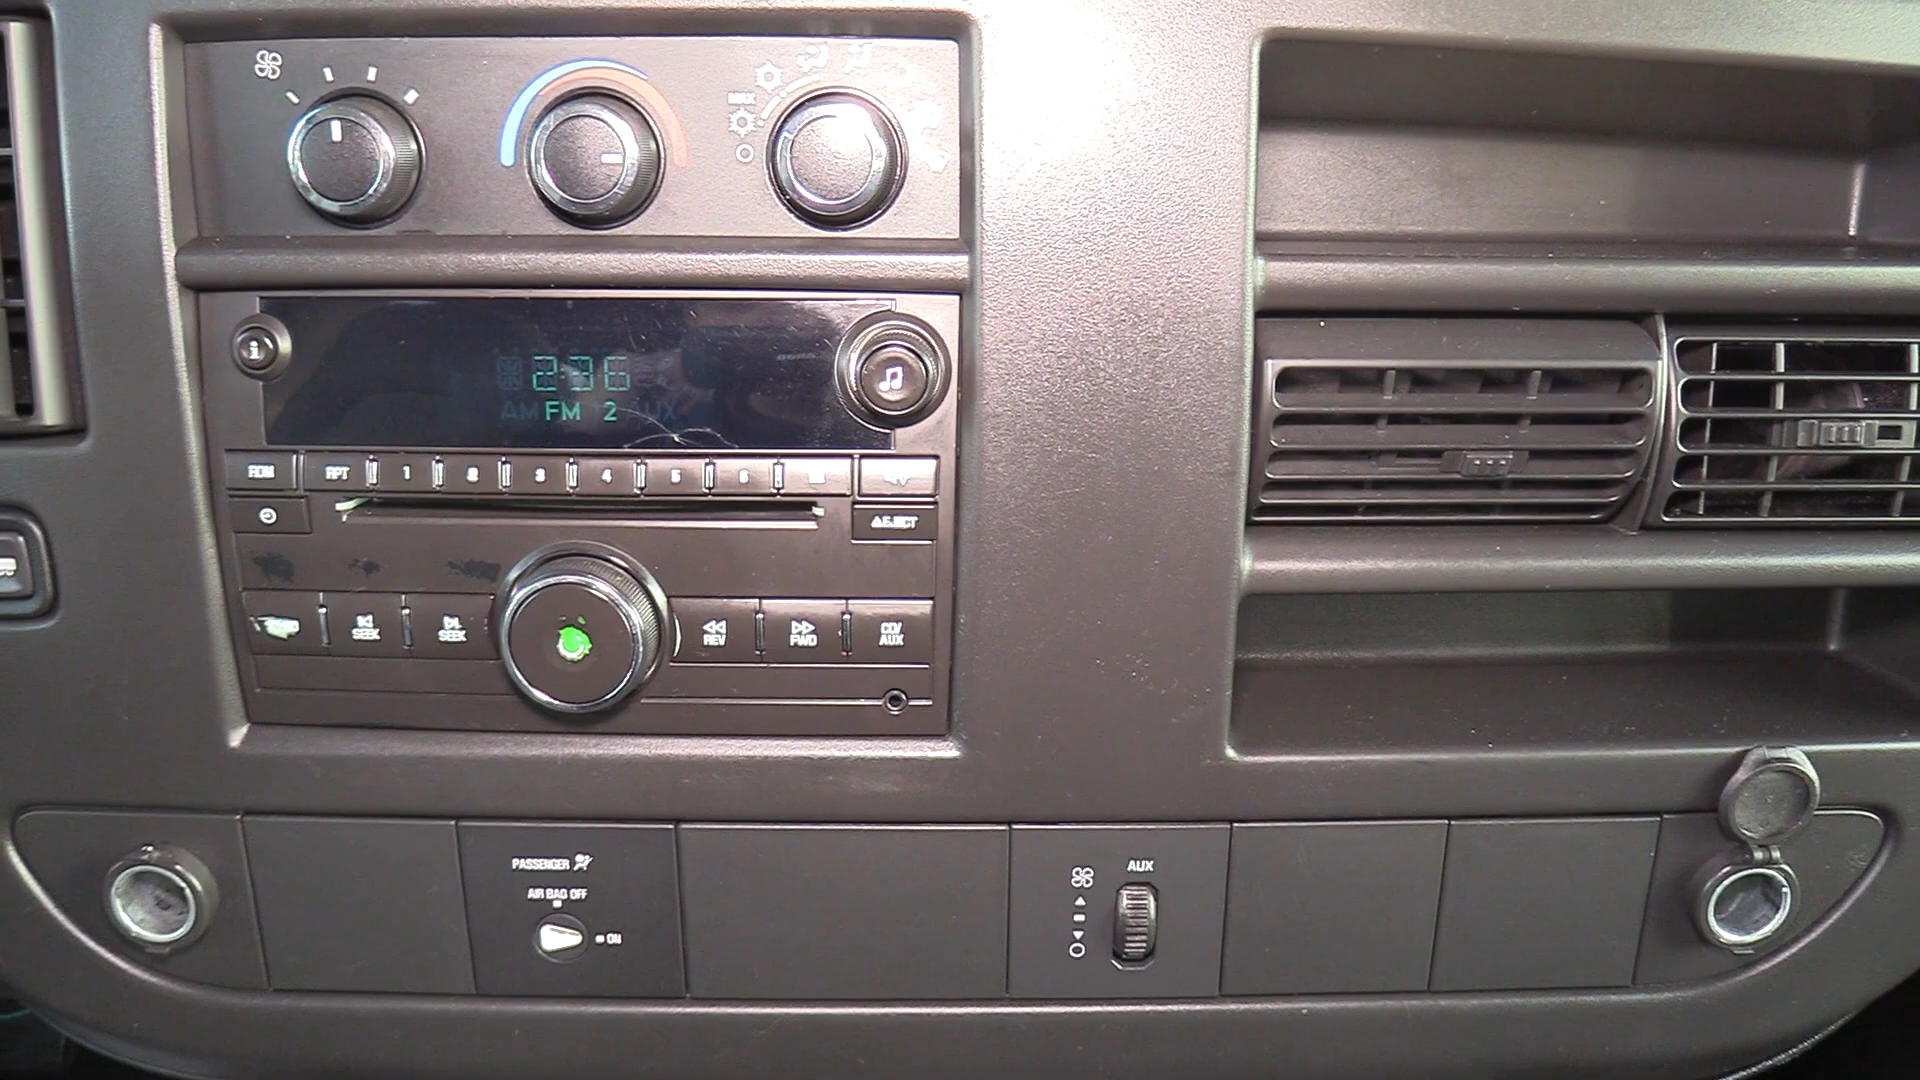 MAX
i
2:36
AM FM 2 AUX
RDM RPT 1 2 3 4 5 6
EJECT
SEEK SEEK REV FWD CD/
AUX
PASSENGER
AIR BAG OFF
ON
AUX